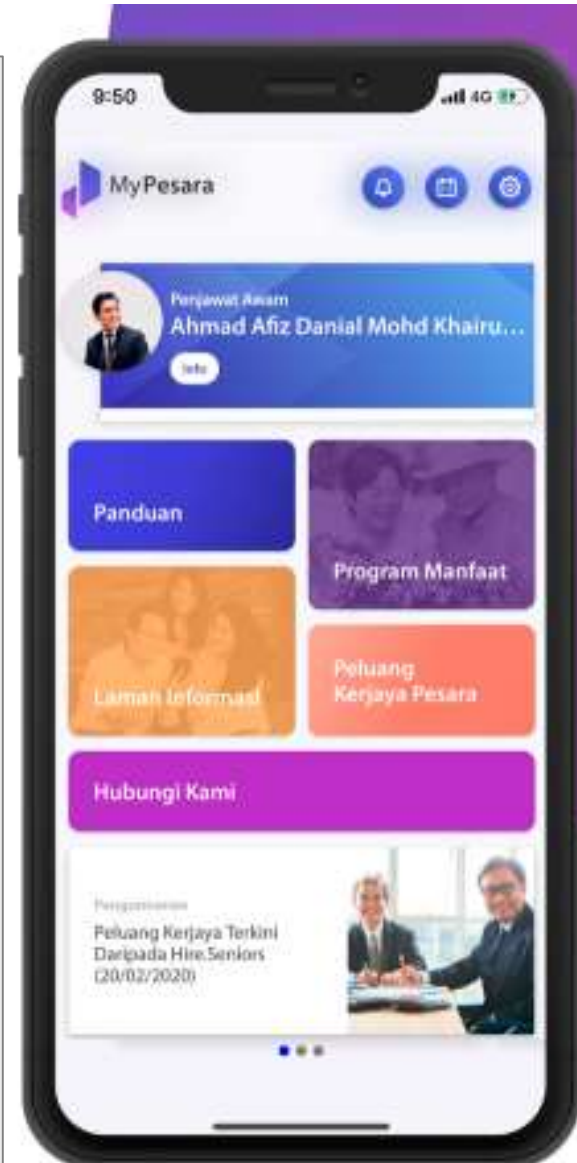 9:50
4G
MyPesara
Penjawat Awam
Ahmad Afiz Danial Mohd Khairu...
Info
Panduan
Program Manfaat
Laman Informasi
Peluang
Kerjaya Pesara
Hubungi Kami
Pengumuman
Peluang Kerjaya Terkini
Daripada Hire.Seniors
(20/02/2020)